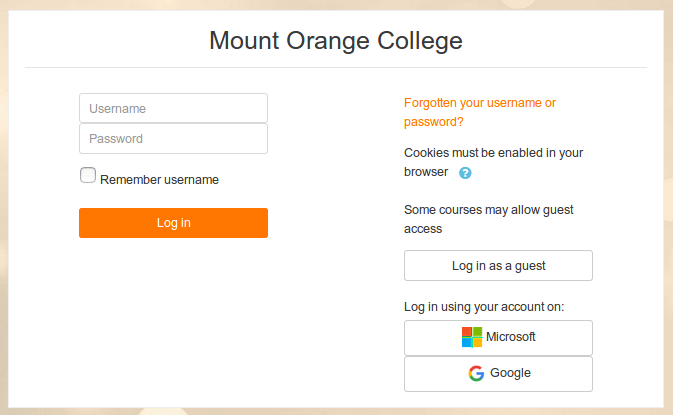 Mount Orange College
Username
Password
Remember username
Log in
Forgotten your username or
password?
Cookies must be enabled in your
browser ?
Some courses may allow guest
access
Log in as a guest
Log in using your account on:
Microsoft
Google